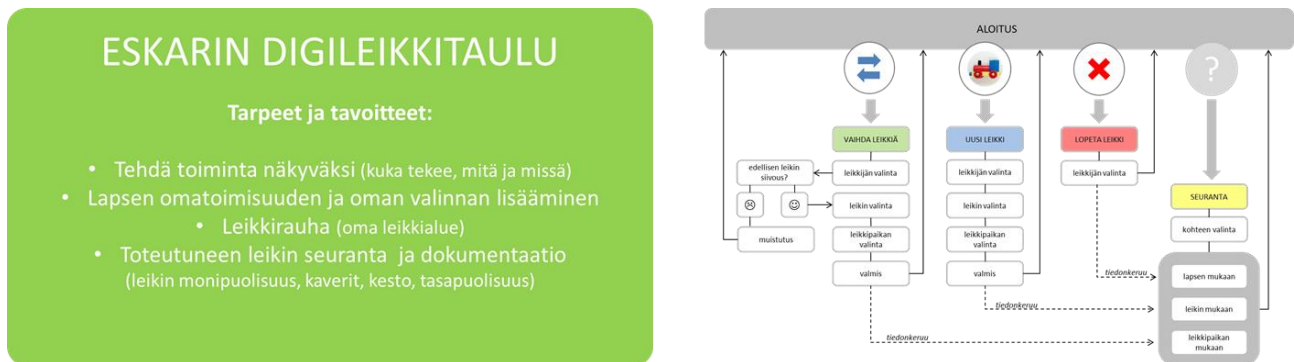 ESKARIN DIGILEIKKITAULU
Tarpeet ja tavoitteet:
• Tehdä toiminta näkyväksi (kuka tekee, mitä ja missä)
• Lapsen omatoimisuuden ja oman valinnan lisääminen
• Leikkirauha (oma leikkialue)
• Toteutuneen leikin seuranta ja dokumentaatio
(leikin monipuolisuus, kaverit, kesto, tasapuolisuus)
ALOITUS
?
VAIHDA LEIKKIÄ
leikkijän valinta
edellisen leikin
siivous?
leikin valinta
muistutus
leikkipaikan
valinta
valmis
UUSI LEIKKI
leikkijän valinta
leikin valinta
leikkipaikan
valinta
valmis
LOPETA LEIKKI
leikkijän valinta
SEURANTA
kohteen valinta
tiedonkeruu
lapsen mukaan
tiedonkeruu
leikin mukaan
tiedonkeruu
leikkipaikan
mukaan